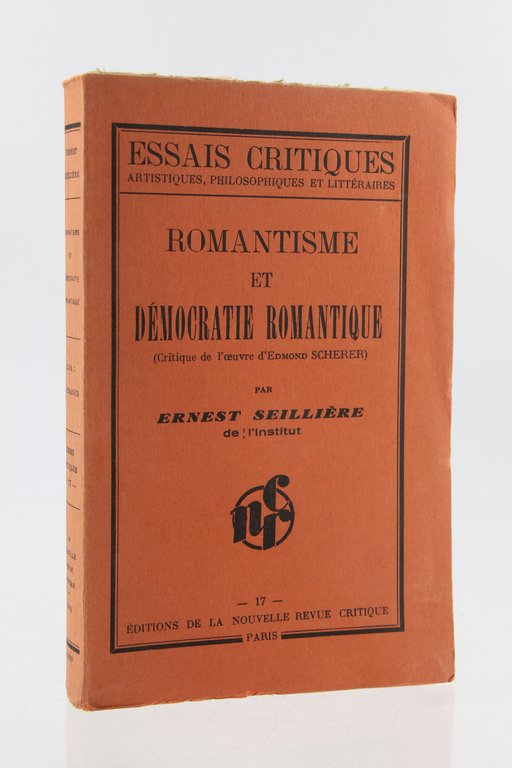 ESSAIS CRITIQUES
ARTISTIQUES, PHILOSOPHIQUES ET LITTÉRAIRES
ROMANTISME
ET
DÉMOCRATIE ROMANTIQUE
(Critique de l'œuvre d'EDMOND SCHERER)
PAR
ERNEST SEILLIÈRE
de l'Institut
nrc
— 17 —
ÉDITIONS DE LA NOUVELLE REVUE CRITIQUE
PARIS